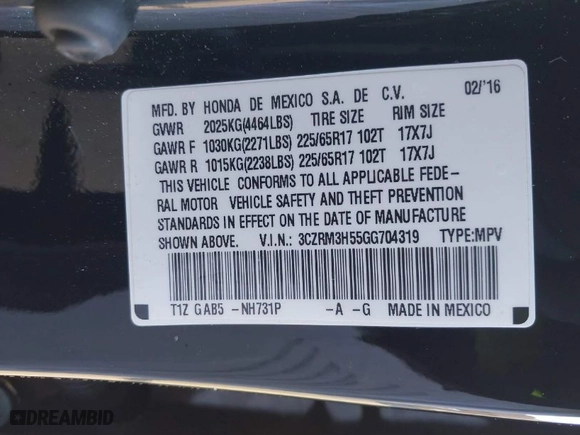 MFD. BY HONDA DE MEXICO S.A. DE C.V. 02/'16
GVWR 2025KG(4464LBS) TIRE SIZE RIM SIZE
GAWR F 1030KG(2271LBS) 225/65R17 102T 17X7J
GAWR R 1015KG(2238LBS) 225/65R17 102T 17X7J
THIS VEHICLE CONFORMS TO ALL APPLICABLE FEDE-
RAL MOTOR VEHICLE SAFETY AND THEFT PREVENTION
STANDARDS IN EFFECT ON THE DATE OF MANUFACTURE
SHOWN ABOVE. V.I.N.: 3CZRM3H55GG704319 TYPE:MPV
T1Z GAB5 -NH731P -A -G MADE IN MEXICO
DREAMBID